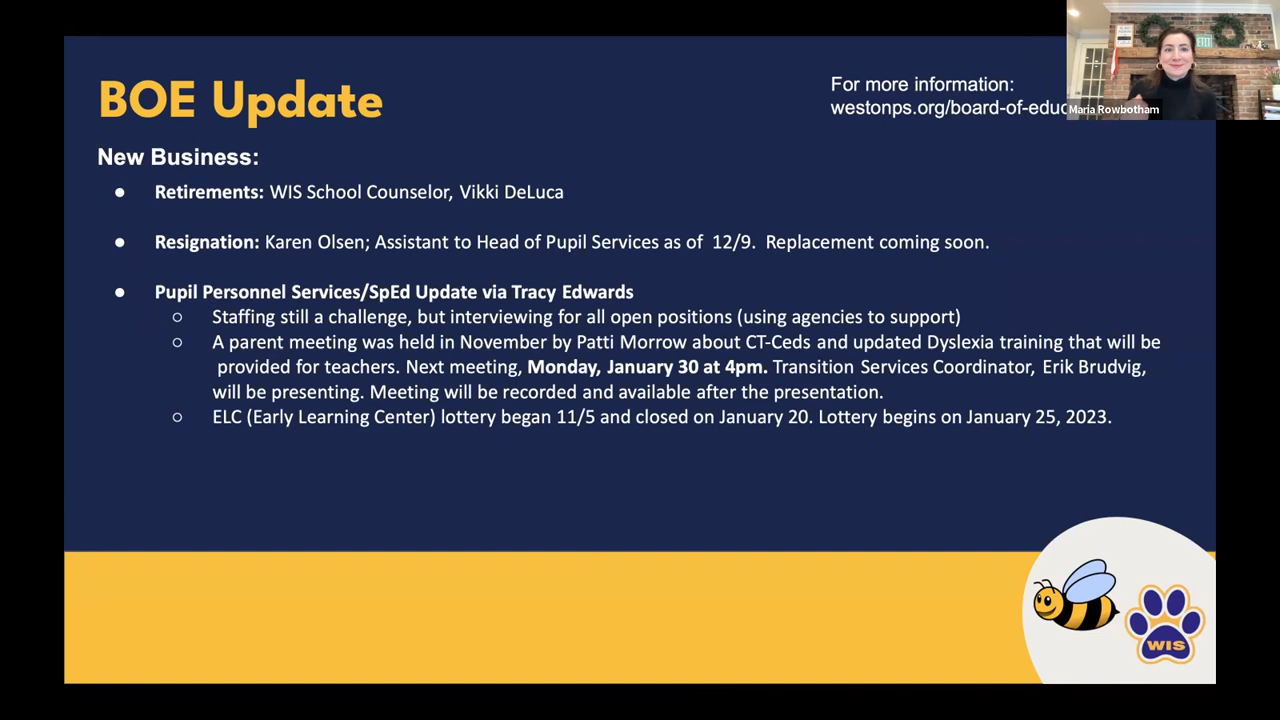 BOE Update
For more information:
westonps.org/board-of-educ
Maria Rowbotham
New Business:
● Retirements: WIS School Counselor, Vikki DeLuca
● Resignation: Karen Olsen; Assistant to Head of Pupil Services as of 12/9. Replacement coming soon.
● Pupil Personnel Services/SpEd Update via Tracy Edwards
○ Staffing still a challenge, but interviewing for all open positions (using agencies to support)
○ A parent meeting was held in November by Patti Morrow about CT-Ceds and updated Dyslexia training that will be
provided for teachers. Next meeting, Monday, January 30 at 4pm. Transition Services Coordinator, Erik Brudvig,
will be presenting. Meeting will be recorded and available after the presentation.
○ ELC (Early Learning Center) lottery began 11/5 and closed on January 20. Lottery begins on January 25, 2023.
WIS